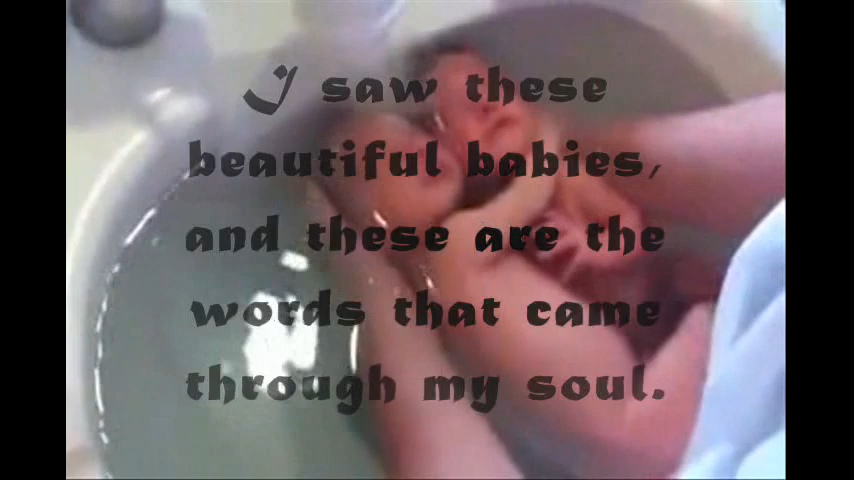 I saw these
beautiful babies,
and these are the
words that came
through my soul.